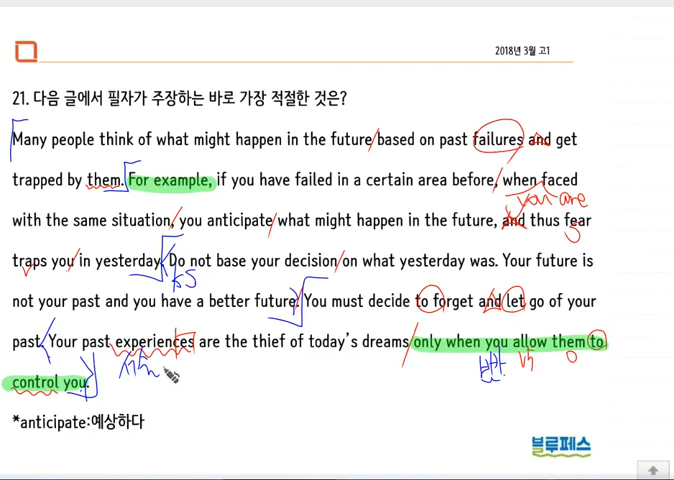 2018년 3월 고1
21. 다음 글에서 필자가 주장하는 바로 가장 적절한 것은?
Many people think of what might happen in the future based on past failures and get
trapped by them. For example, if you have failed in a certain area before, when faced
you are
with the same situation, you anticipate what might happen in the future, and thus fear
S
traps you in yesterday. Do not base your decision on what yesterday was. Your future is
not your past and you have a better future. You must decide to forget and let go of your
past. Your past experiences are the thief of today's dreams only when you allow them to
control you.
*anticipate:예상하다
블루페스